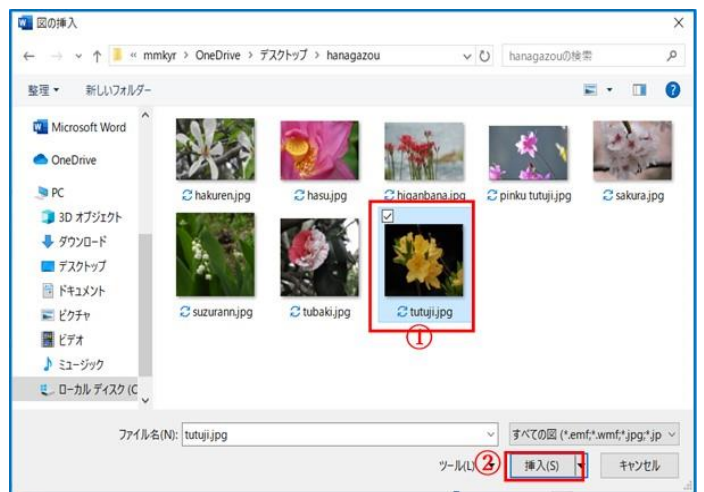 図の挿入
« mmkyr > OneDrive > デスクトップ > hanagazou
hanagazouの検索
整理 新しいフォルダー
Microsoft Word
OneDrive
PC
3D オブジェクト
ダウンロード
デスクトップ
ドキュメント
ピクチャ
ビデオ
ミュージック
ローカル ディスク (C
hakuren.jpg hasu.jpg higanbana.jpg pinku tutuji.jpg sakura.jpg
suzurann.jpg tubaki.jpg tutuji.jpg
①
ファイル名(N): tutuji.jpg
すべての図 (*.emf;*.wmf;*.jpg;*.jp
ツール(L) ② 挿入(S) キャンセル